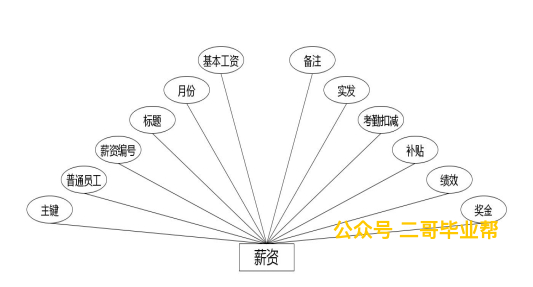 基本工资
备注
月份
实发
标题
考勤扣减
薪资编号
补贴
普通员工
绩效
主键
奖金
公众号 二哥毕业帮
薪资